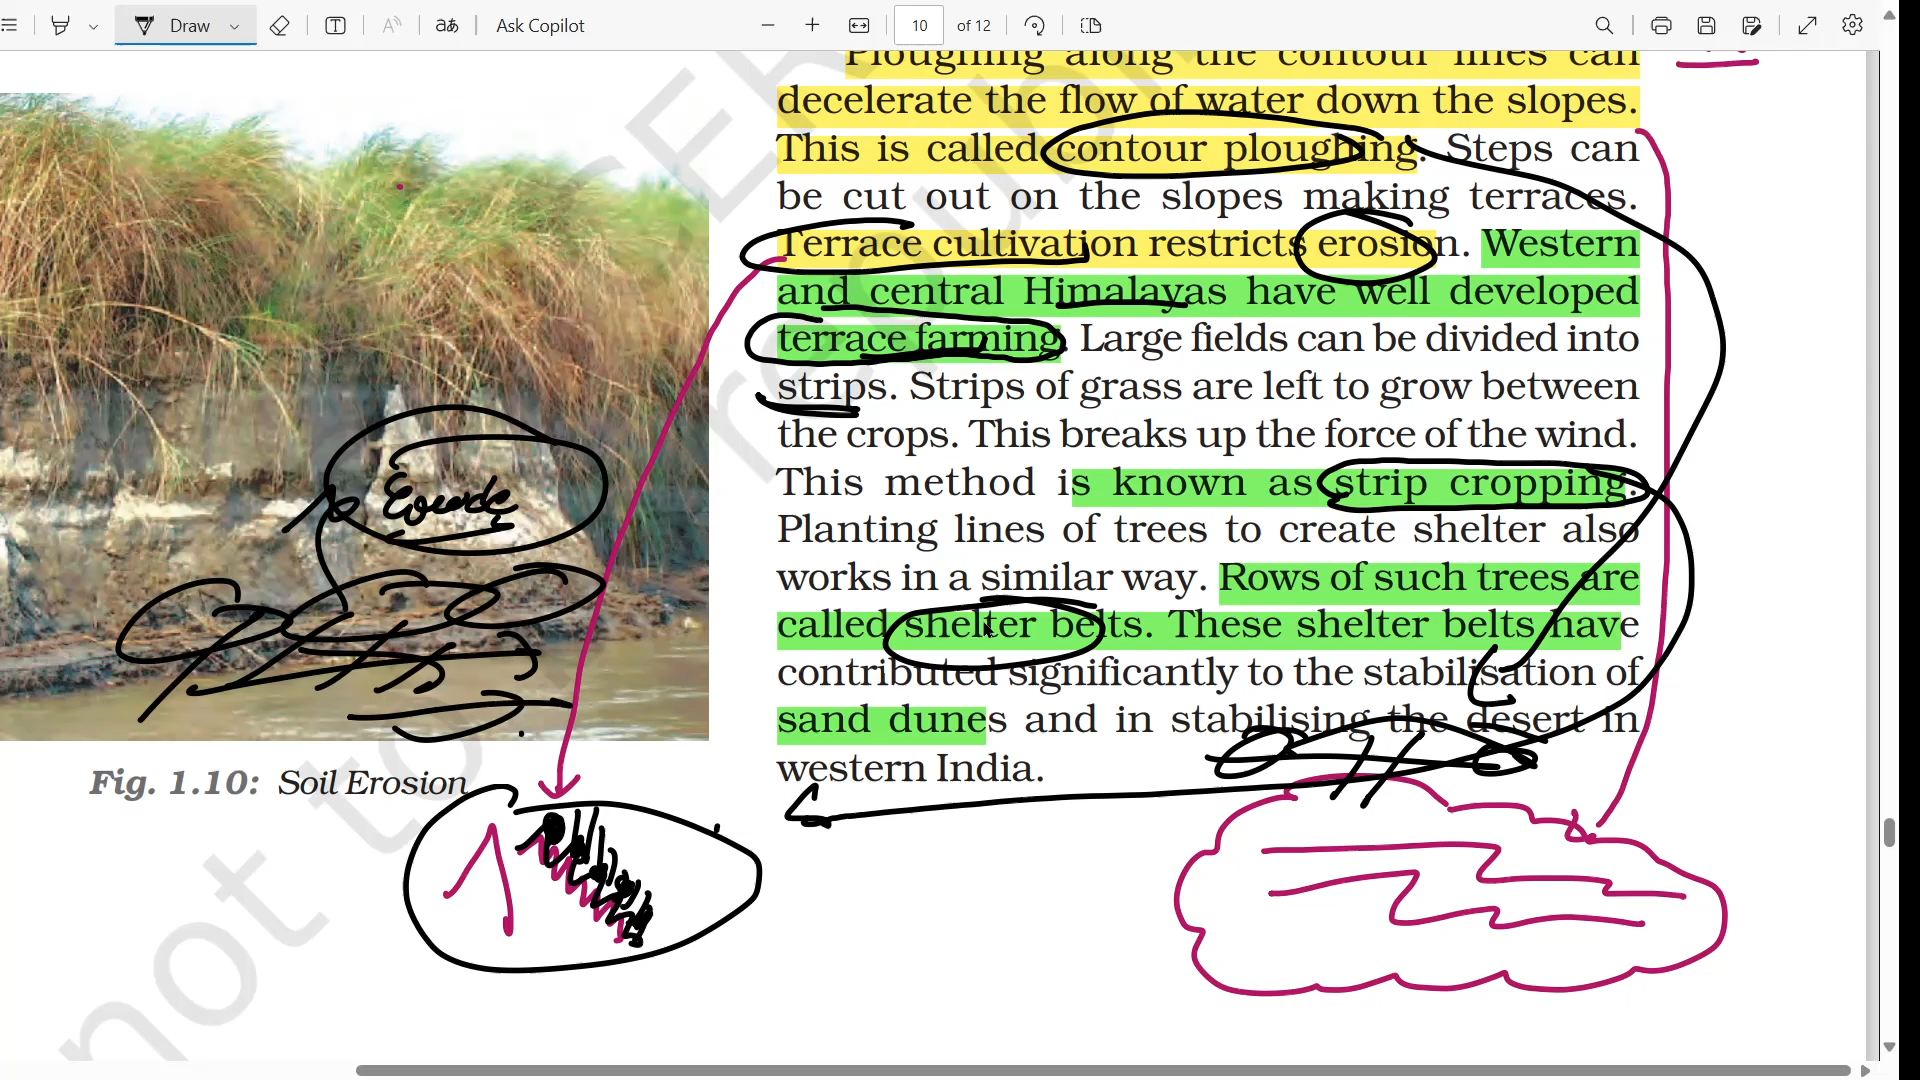 Draw
Ask Copilot
10 of 12
Ploughing along the contour lines can
decelerate the flow of water down the slopes.
This is called contour ploughing. Steps can
be cut out on the slopes making terraces.
Terrace cultivation restricts erosion. Western
and central Himalayas have well developed
terrace farming. Large fields can be divided into
strips. Strips of grass are left to grow between
the crops. This breaks up the force of the wind.
This method is known as strip cropping.
Planting lines of trees to create shelter also
works in a similar way. Rows of such trees are
called shelter belts. These shelter belts have
contributed significantly to the stabilisation of
sand dunes and in stabilising the desert in
western India.
Fig. 1.10: Soil Erosion
not to